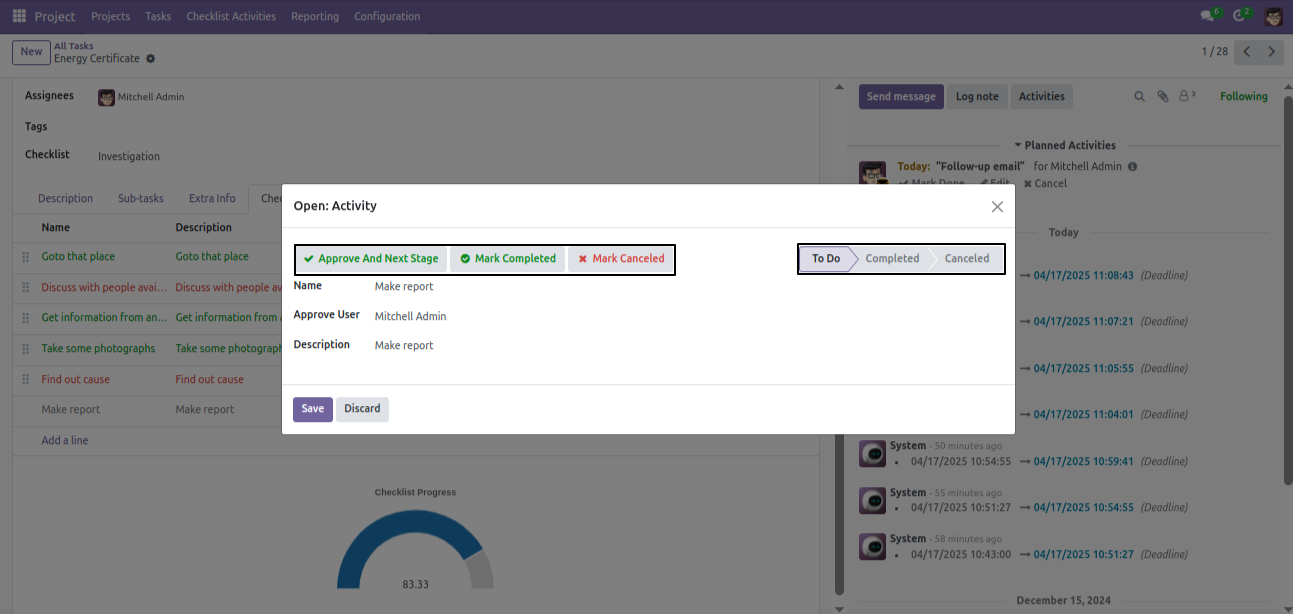 Project Projects Tasks Checklist Activities Reporting Configuration 6 2
New All Tasks
Energy Certificate
1 / 28
Assignees Mitchell Admin
Tags
Checklist Investigation
Description Sub-tasks Extra Info
Name Description
Goto that place Goto that place
Discuss with people avai... Discuss with people
Get information from an... Get information from
Take some photographs Take some
Find out cause Find out cause
Make report Make report
Add a line
Checklist Progress
83.33
Open: Activity
Approve And Next Stage Mark Completed Mark Canceled
To Do Completed Canceled
Name Make report
Approve User Mitchell Admin
Description Make report
Save Discard
Send message Log note Activities 3 Following
Planned Activities
Today: "Follow-up email" for Mitchell Admin
Mark Done Edit Cancel
Today
→ 04/17/2025 11:08:43 (Deadline)
→ 04/17/2025 11:07:21 (Deadline)
→ 04/17/2025 11:05:55 (Deadline)
→ 04/17/2025 11:04:01 (Deadline)
System - 50 minutes ago
• 04/17/2025 10:54:55 → 04/17/2025 10:59:41 (Deadline)
System - 55 minutes ago
• 04/17/2025 10:51:27 → 04/17/2025 10:54:55 (Deadline)
System - 58 minutes ago
• 04/17/2025 10:43:00 → 04/17/2025 10:51:27 (Deadline)
December 15, 2024